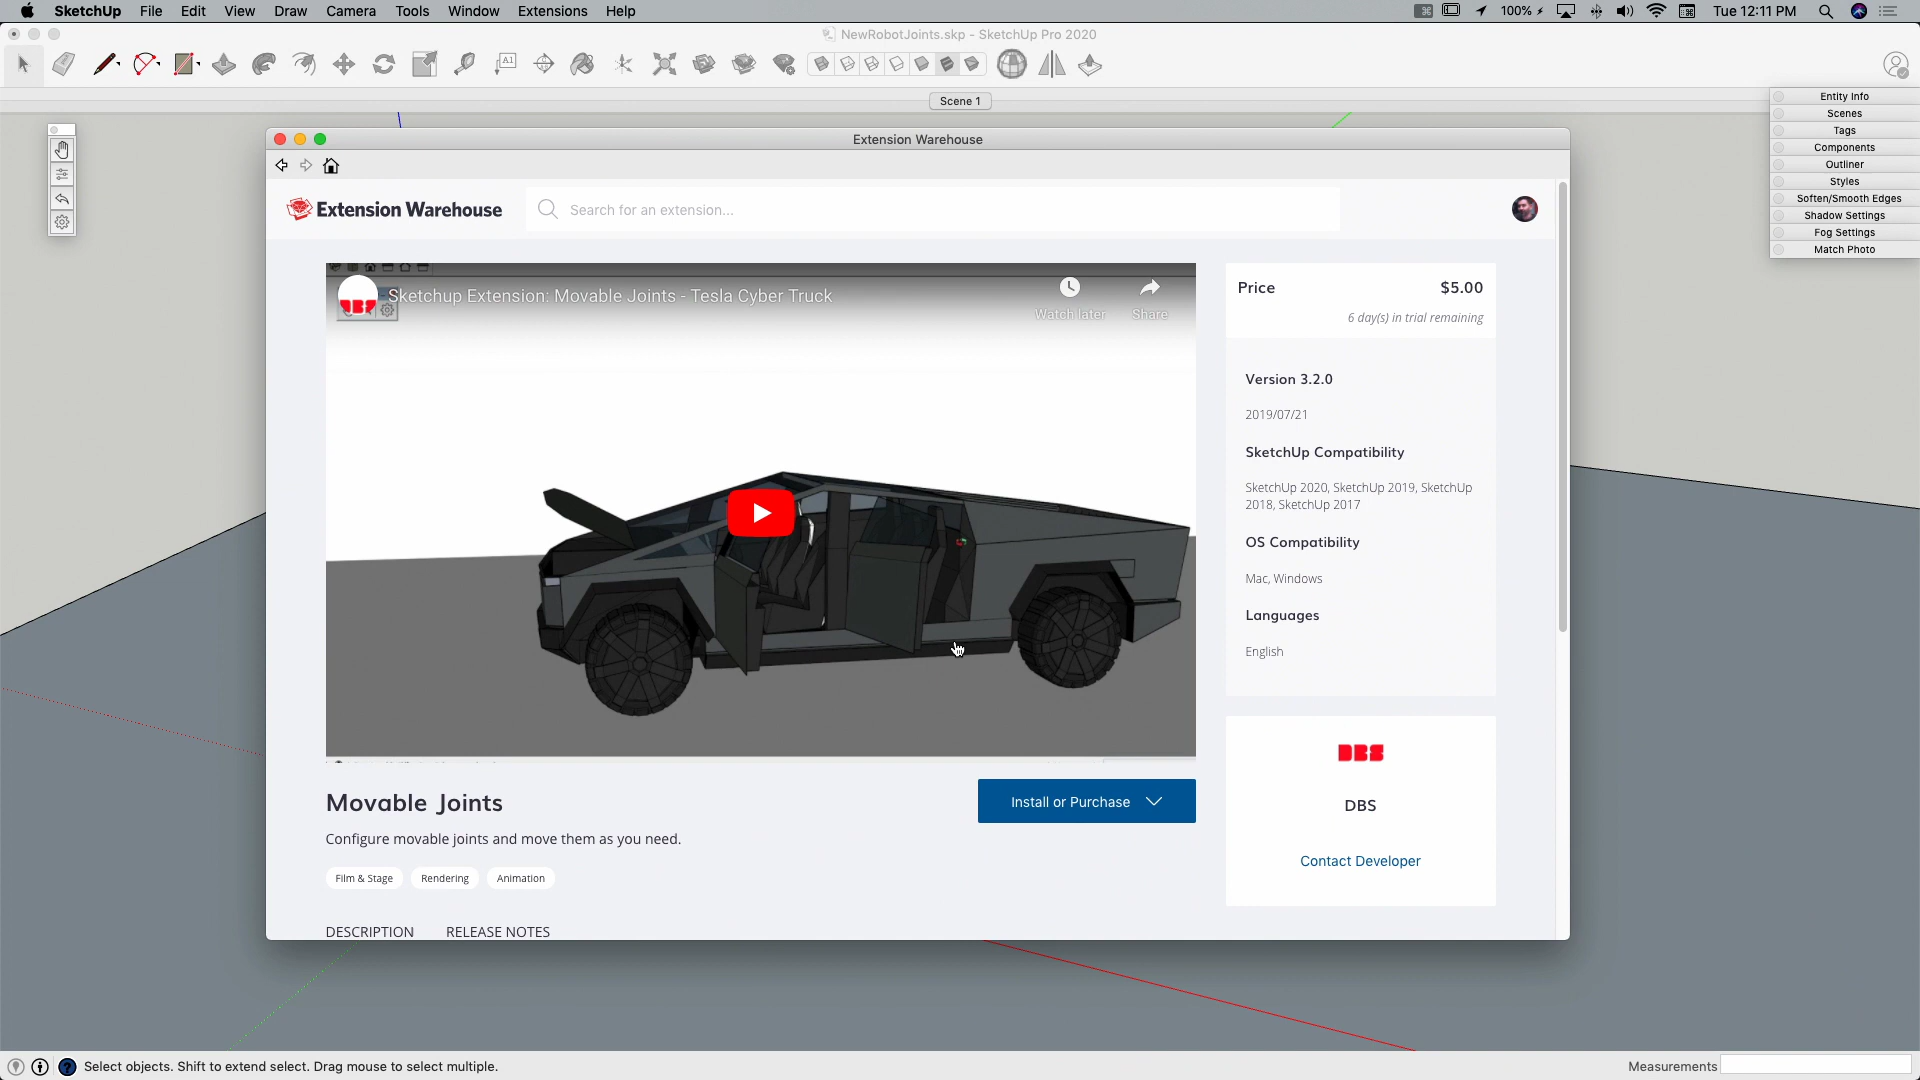 SketchUp File Edit View Draw Camera Tools Window Extensions Help 100% Tue 12:11 PM
NewRobotJoints.skp - SketchUp Pro 2020
A1
Scene 1
Entity Info
Scenes
Tags
Components
Outliner
Styles
Soften/Smooth Edges
Shadow Settings
Fog Settings
Match Photo
Extension Warehouse
Extension Warehouse
Search for an extension...
DBS
- Sketchup Extension: Movable Joints - Tesla Cyber Truck
Watch later Share
Price $5.00
6 day(s) in trial remaining
Version 3.2.0
2019/07/21
SketchUp Compatibility
SketchUp 2020, SketchUp 2019, SketchUp
2018, SketchUp 2017
OS Compatibility
Mac, Windows
Languages
English
DBS
DBS
Contact Developer
Movable Joints
Install or Purchase
Configure movable joints and move them as you need.
Film & Stage Rendering Animation
DESCRIPTION RELEASE NOTES
Select objects. Shift to extend select. Drag mouse to select multiple.
Measurements